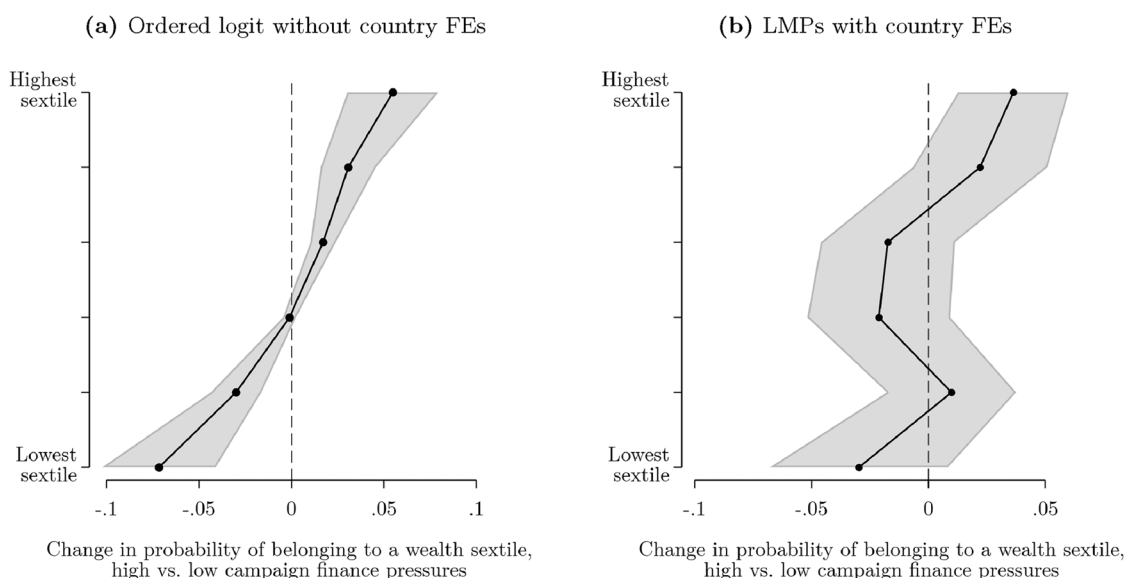 (a) Ordered logit without country FEs
Highest
sextile
Lowest
sextile
-.1 -.05 0 .05 .1
Change in probability of belonging to a wealth sextile,
high vs. low campaign finance pressures
(b) LMPs with country FEs
Highest
sextile
Lowest
sextile
-.1 -.05 0 .05
Change in probability of belonging to a wealth sextile,
high vs. low campaign finance pressures